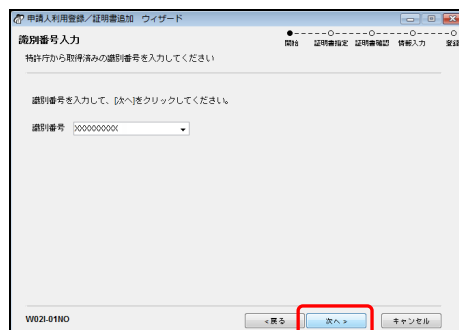 申請人利用登録／証明書追加　ウィザード
識別番号入力
●-----○-----○-----○-----○
開始 証明書指定 証明書確認 情報入力 登録
特許庁から取得済みの識別番号を入力してください
識別番号を入力して、[次へ]をクリックしてください。
識別番号 XXXXXXXXX
W02I-01NO
<戻る 次へ> キャンセル